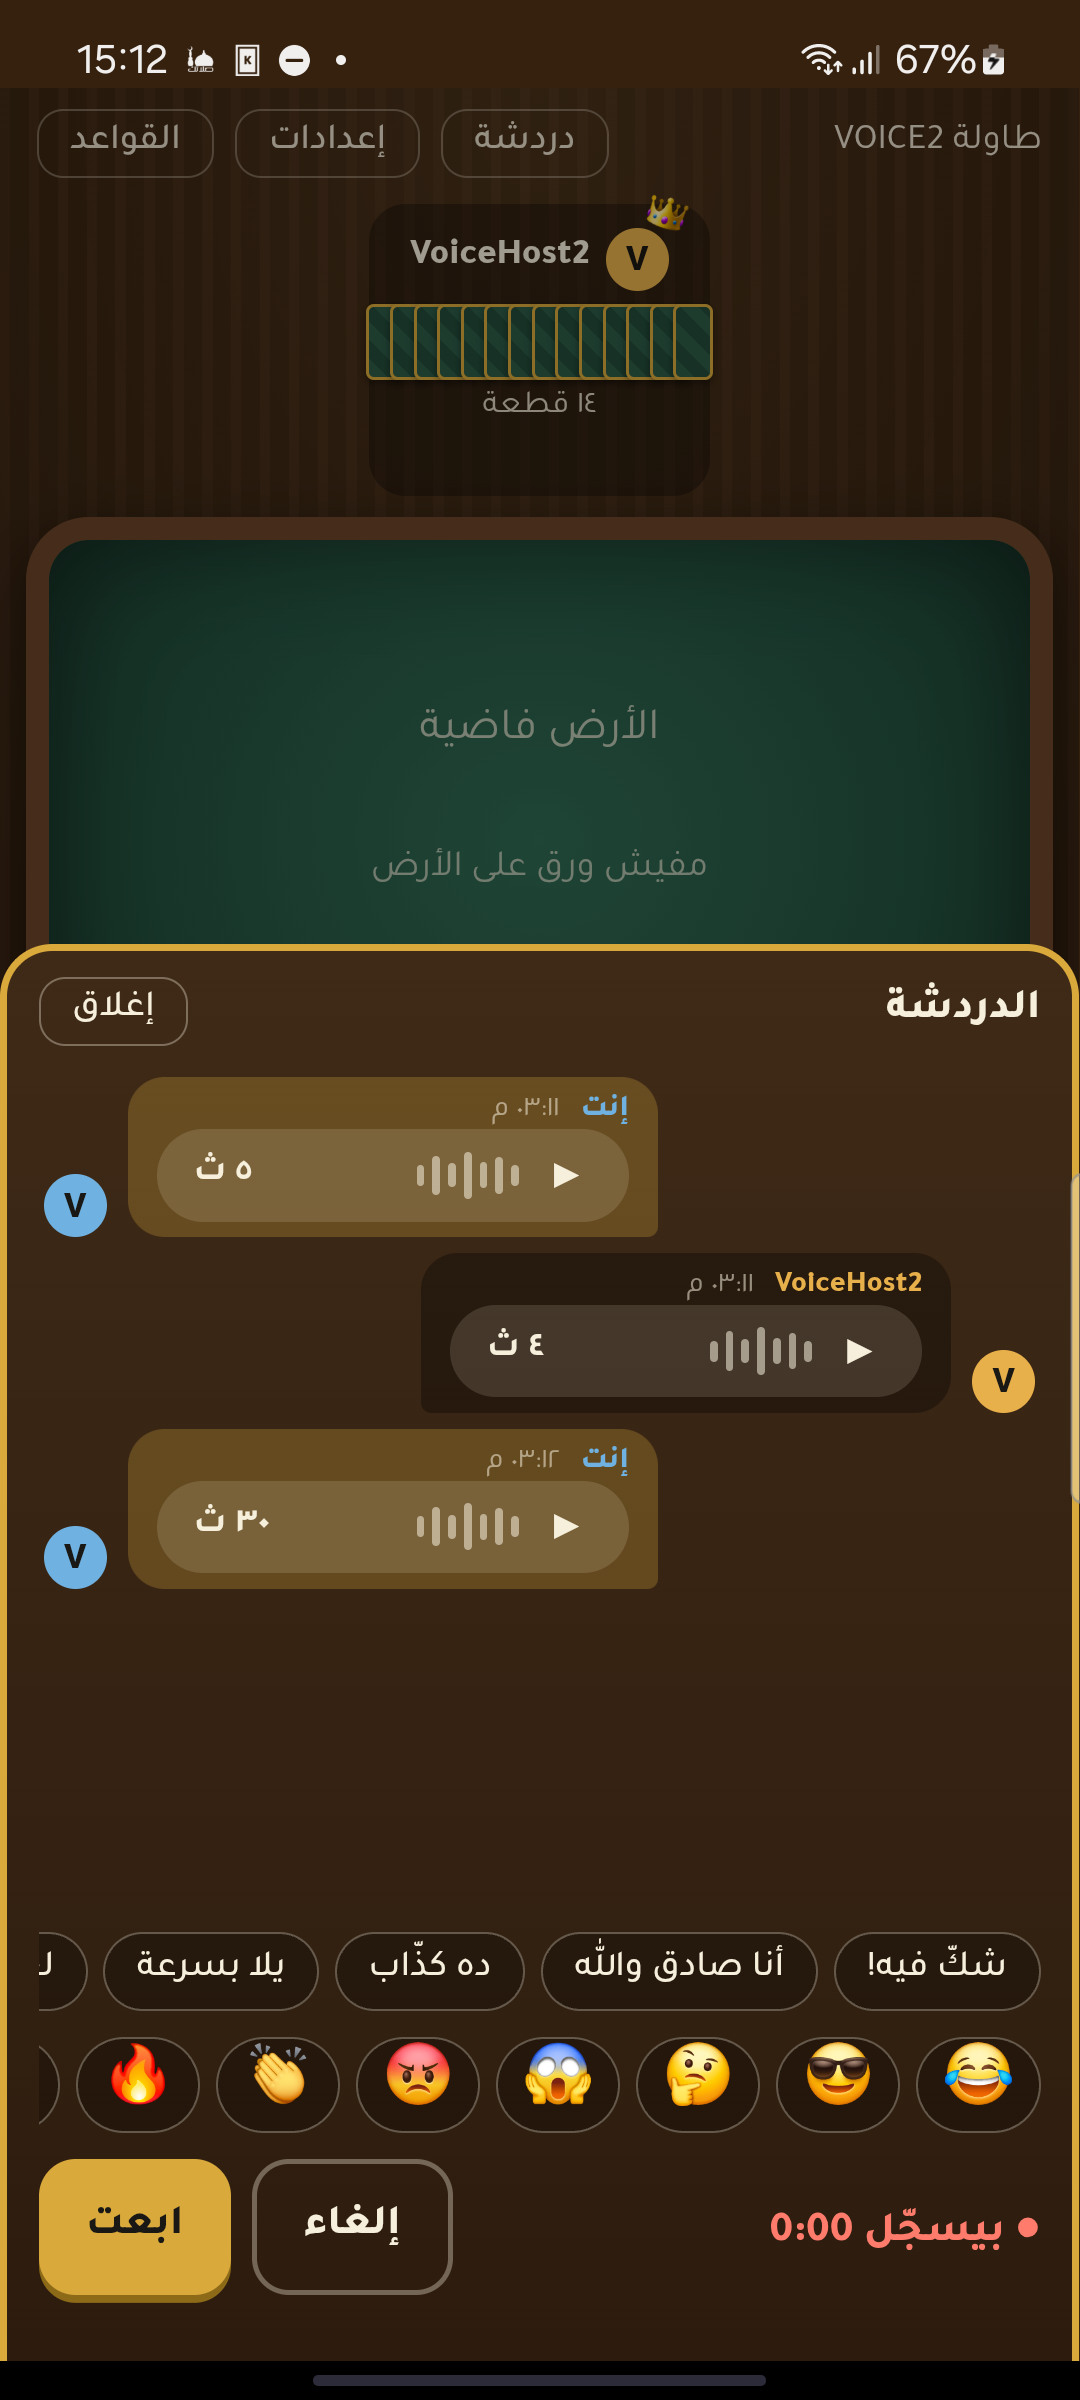 15:12 67%
طاولة VOICE2 دردشة إعدادات القواعد
V VoiceHost2
١٤ قطعة
الأرض فاضية
مفيش ورق على الأرض
الدردشة إغلاق
إنت ٠٣:١١ م
٥ ث
V
VoiceHost2 ٠٣:١١ م
٤ ث
V
إنت ٠٣:١٢ م
٣٠ ث
V
شكّ فيه! أنا صادق والله ده كذّاب يلا بسرعة
بيسجّل 0:00 إلغاء ابعت